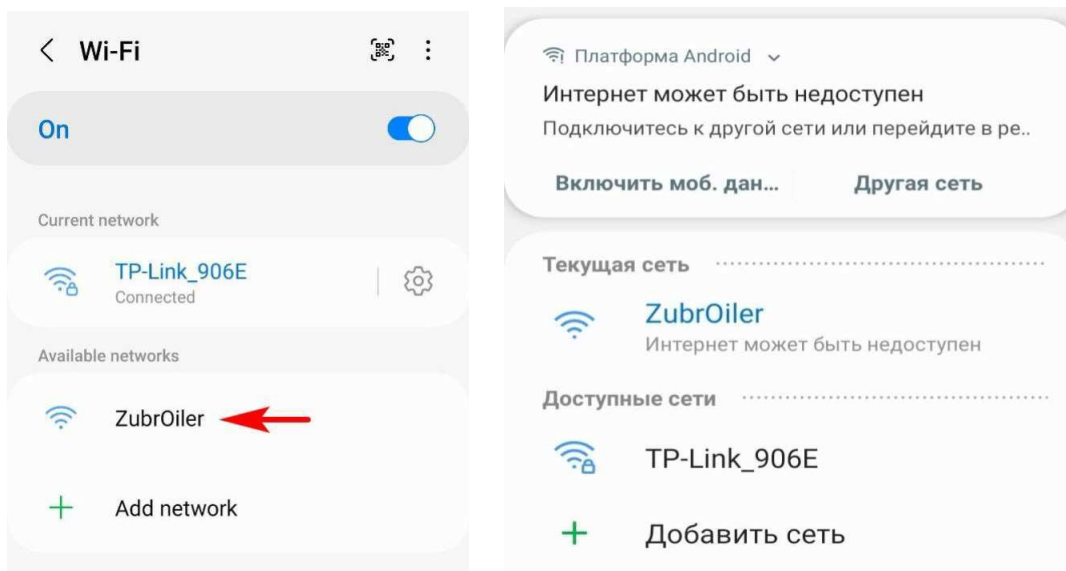 Wi-Fi
On
Current network
TP-Link_906E
Connected
Available networks
ZubrOiler
Add network
Платформа Android
Интернет может быть недоступен
Подключитесь к другой сети или перейдите в ре..
Включить моб. дан... Другая сеть
Текущая сеть
ZubrOiler
Интернет может быть недоступен
Доступные сети
TP-Link_906E
Добавить сеть